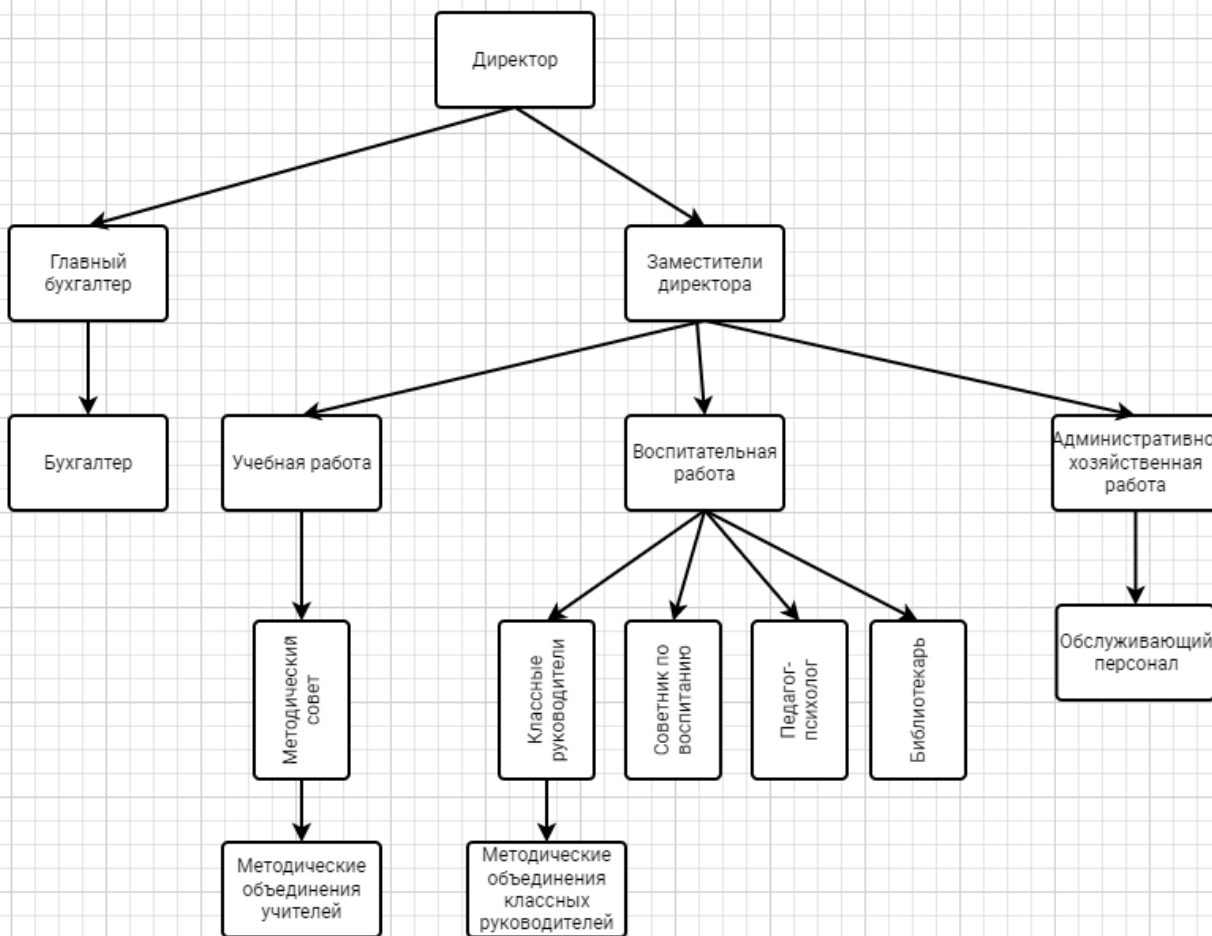 Директор
Главный
бухгалтер
Заместители
директора
Бухгалтер
Учебная работа
Воспитательная
работа
Административно
хозяйственная
работа
Методический
совет
Классные
руководители
Советник по
воспитанию
Педагог-
психолог
Библиотекарь
Обслуживающий
персонал
Методические
объединения
учителей
Методические
объединения
классных
руководителей